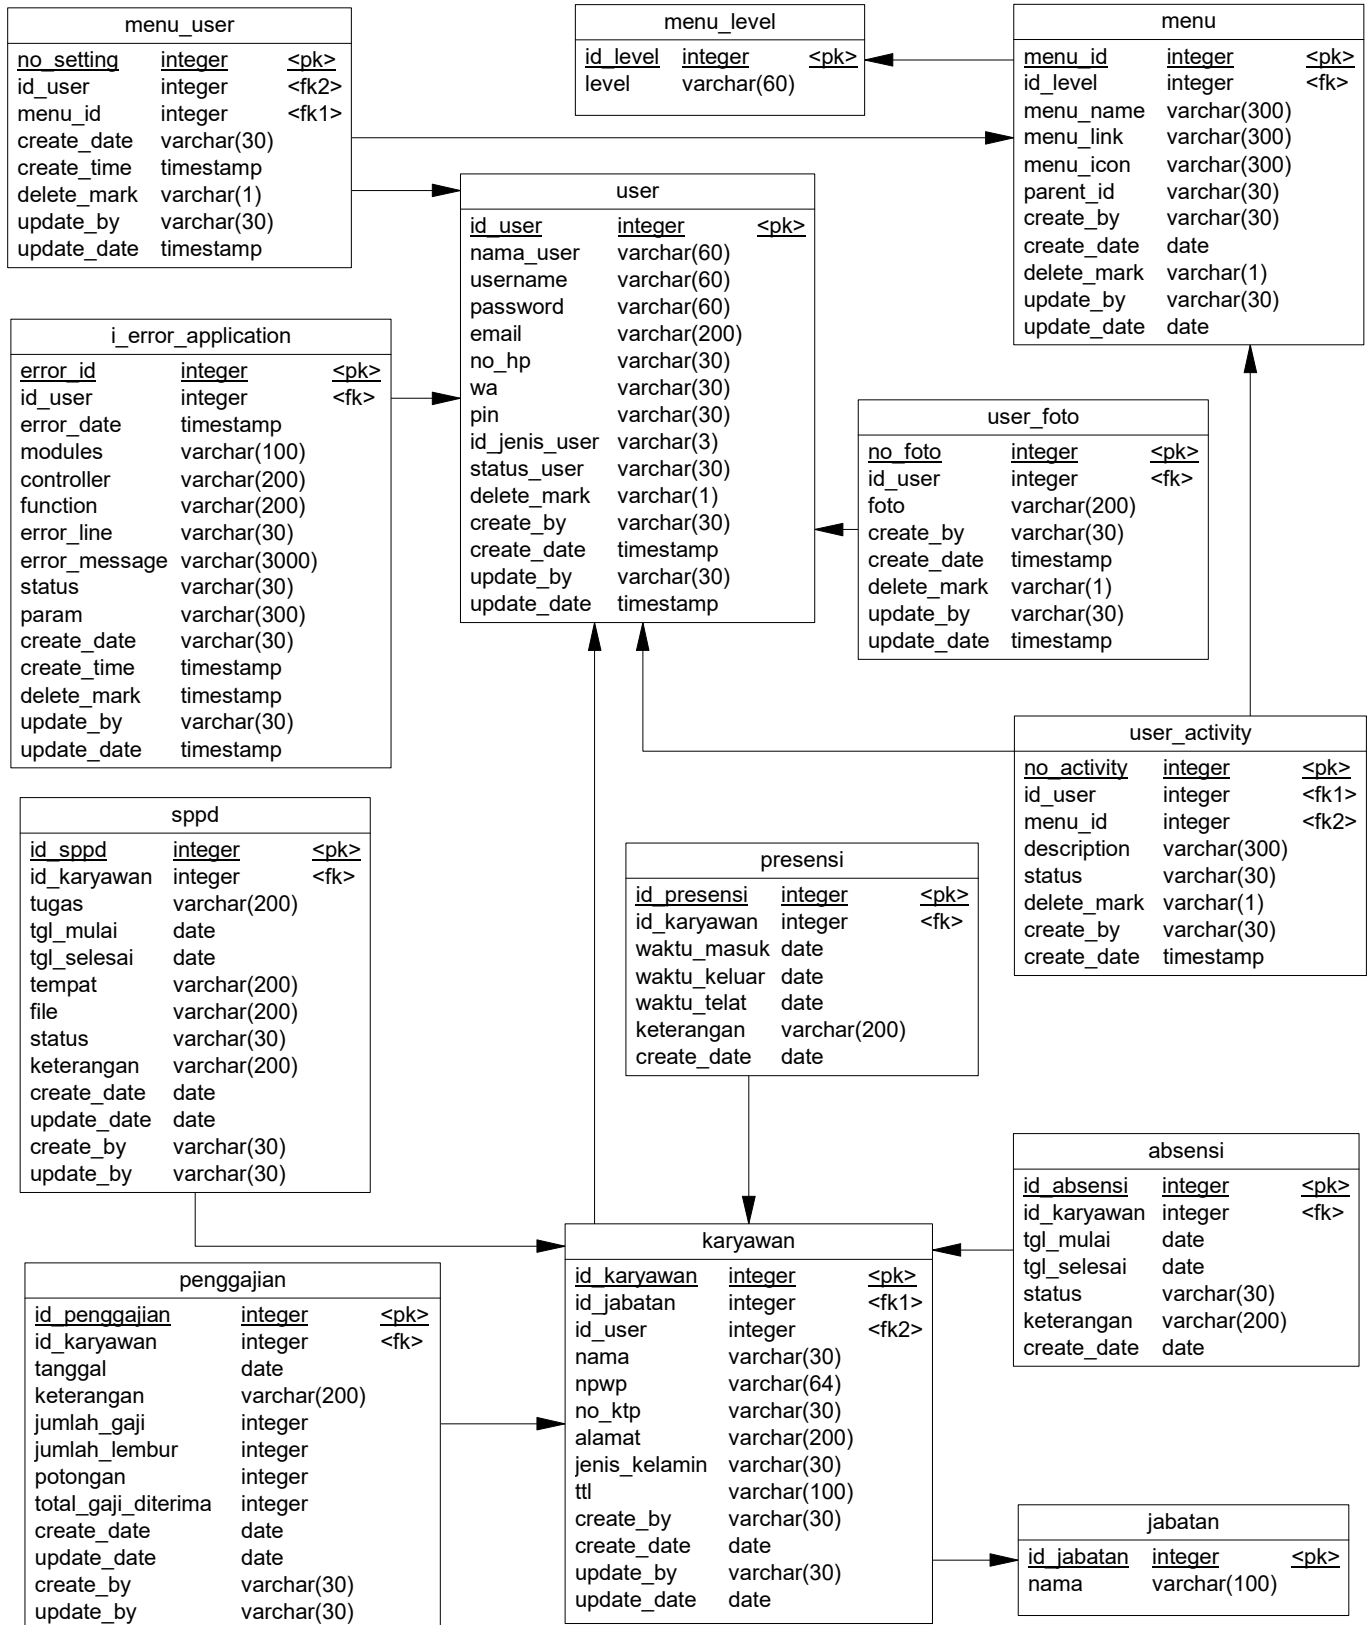 menu_user
no_setting integer <pk>
id_user integer <fk2>
menu_id integer <fk1>
create_date varchar(30)
create_time timestamp
delete_mark varchar(1)
update_by varchar(30)
update_date timestamp
menu_level
id_level integer <pk>
level varchar(60)
menu
menu_id integer <pk>
id_level integer <fk>
menu_name varchar(300)
menu_link varchar(300)
menu_icon varchar(300)
parent_id varchar(30)
create_by varchar(30)
create_date date
delete_mark varchar(1)
update_by varchar(30)
update_date date
user
id_user integer <pk>
nama_user varchar(60)
username varchar(60)
password varchar(60)
email varchar(200)
no_hp varchar(30)
wa varchar(30)
pin varchar(30)
id_jenis_user varchar(3)
status_user varchar(30)
delete_mark varchar(1)
create_by varchar(30)
create_date timestamp
update_by varchar(30)
update_date timestamp
i_error_application
error_id integer <pk>
id_user integer <fk>
error_date timestamp
modules varchar(100)
controller varchar(200)
function varchar(200)
error_line varchar(30)
error_message varchar(3000)
status varchar(30)
param varchar(300)
create_date varchar(30)
create_time timestamp
delete_mark timestamp
update_by varchar(30)
update_date timestamp
user_foto
no_foto integer <pk>
id_user integer <fk>
foto varchar(200)
create_by varchar(30)
create_date timestamp
delete_mark varchar(1)
update_by varchar(30)
update_date timestamp
user_activity
no_activity integer <pk>
id_user integer <fk1>
menu_id integer <fk2>
description varchar(300)
status varchar(30)
delete_mark varchar(1)
create_by varchar(30)
create_date timestamp
sppd
id_sppd integer <pk>
id_karyawan integer <fk>
tugas varchar(200)
tgl_mulai date
tgl_selesai date
tempat varchar(200)
file varchar(200)
status varchar(30)
keterangan varchar(200)
create_date date
update_date date
create_by varchar(30)
update_by varchar(30)
presensi
id_presensi integer <pk>
id_karyawan integer <fk>
waktu_masuk date
waktu_keluar date
waktu_telat date
keterangan varchar(200)
create_date date
absensi
id_absensi integer <pk>
id_karyawan integer <fk>
tgl_mulai date
tgl_selesai date
status varchar(30)
keterangan varchar(200)
create_date date
karyawan
id_karyawan integer <pk>
id_jabatan integer <fk1>
id_user integer <fk2>
nama varchar(30)
npwp varchar(64)
no_ktp varchar(30)
alamat varchar(200)
jenis_kelamin varchar(30)
ttl varchar(100)
create_by varchar(30)
create_date date
update_by varchar(30)
update_date date
penggajian
id_penggajian integer <pk>
id_karyawan integer <fk>
tanggal date
keterangan varchar(200)
jumlah_gaji integer
jumlah_lembur integer
potongan integer
total_gaji_diterima integer
create_date date
update_date date
create_by varchar(30)
update_by varchar(30)
jabatan
id_jabatan integer <pk>
nama varchar(100)